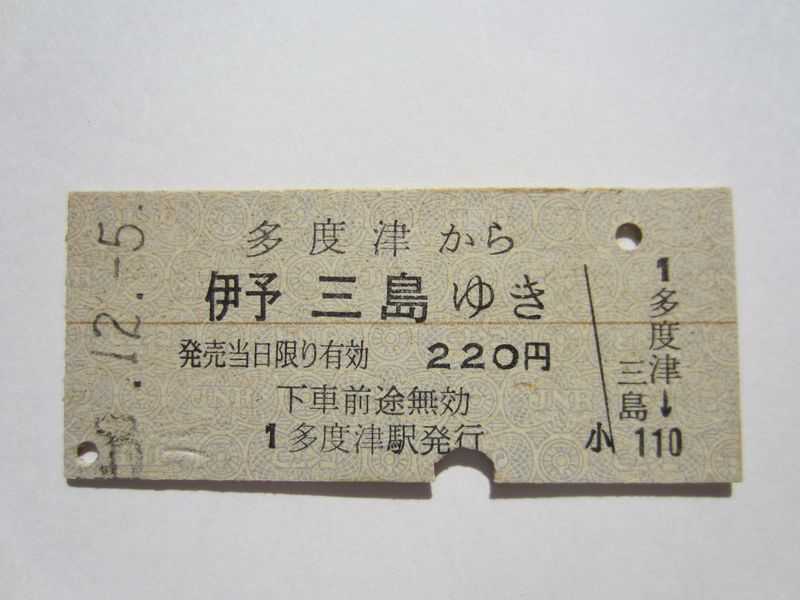 多度津から
伊予三島ゆき
発売当日限り有効 220円
下車前途無効
1 多度津駅発行
1 多度津→
三島
小 110
.12.-5.
JNR